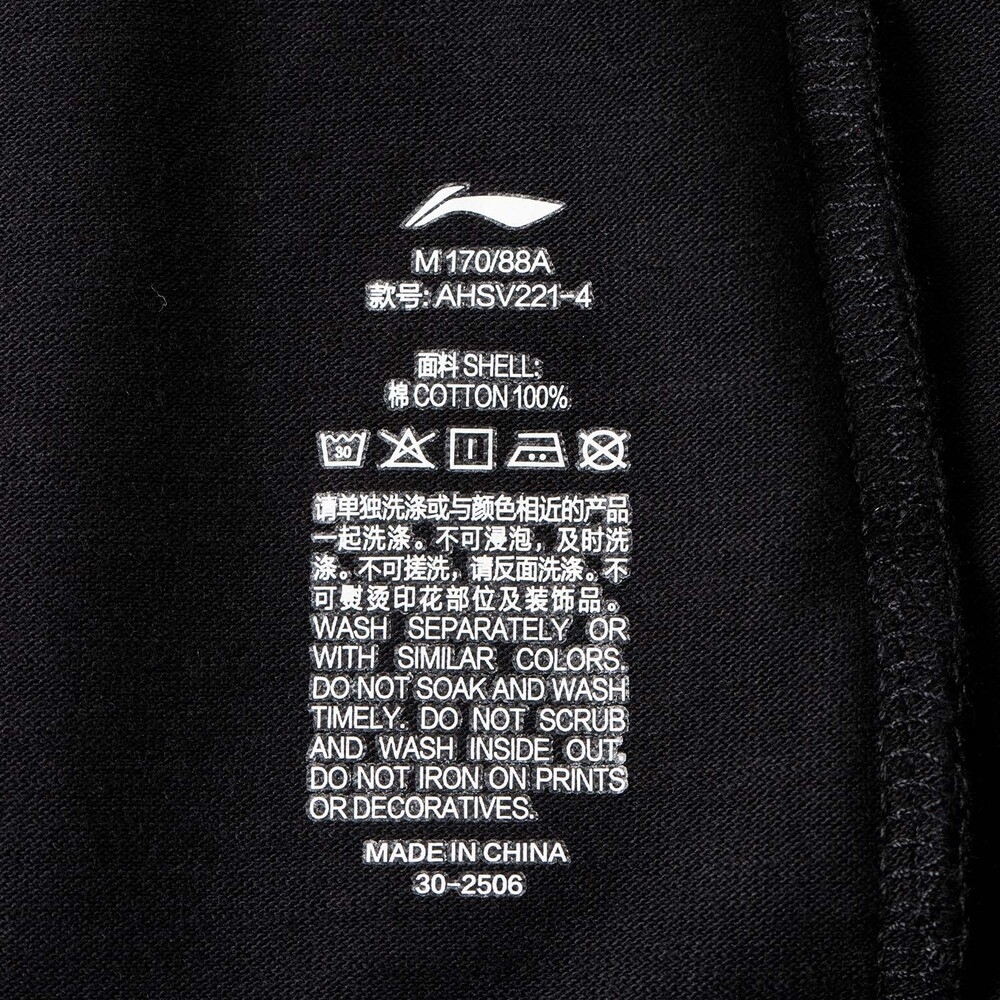 M 170/88A
款号: AHSV221-4
面料 SHELL:
棉 COTTON 100%
30
请单独洗涤或与颜色相近的产品
一起洗涤。不可浸泡，及时洗
涤。不可搓洗，请反面洗涤。不
可熨烫印花部位及装饰品。
WASH SEPARATELY OR
WITH SIMILAR COLORS.
DO NOT SOAK AND WASH
TIMELY. DO NOT SCRUB
AND WASH INSIDE OUT.
DO NOT IRON ON PRINTS
OR DECORATIVES.
MADE IN CHINA
30-2506